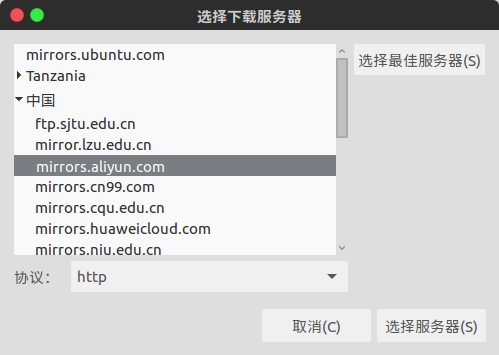 选择下载服务器
mirrors.ubuntu.com
选择最佳服务器(S)
Tanzania
中国
ftp.sjtu.edu.cn
mirror.lzu.edu.cn
mirrors.aliyun.com
mirrors.cn99.com
mirrors.cqu.edu.cn
mirrors.huaweicloud.com
mirrors.nju.edu.cn
协议： http
取消(C) 选择服务器(S)